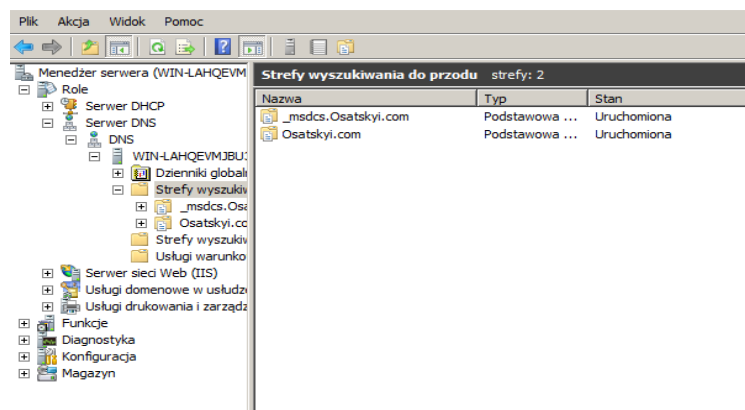 Plik Akcja Widok Pomoc
Menedżer serwera (WIN-LAHQEVM
Role
Serwer DHCP
Serwer DNS
DNS
WIN-LAHQEVMJBU
Dzienniki global
Strefy wyszukiw
_msdcs.Osa
Osatskyi.co
Strefy wyszukiw
Usługi warunko
Serwer sieci Web (IIS)
Usługi domenowe w usłudze
Usługi drukowania i zarządz
Funkcje
Diagnostyka
Konfiguracja
Magazyn
Strefy wyszukiwania do przodu strefy: 2
Nazwa Typ Stan
_msdcs.Osatskyi.com Podstawowa ... Uruchomiona
Osatskyi.com Podstawowa ... Uruchomiona